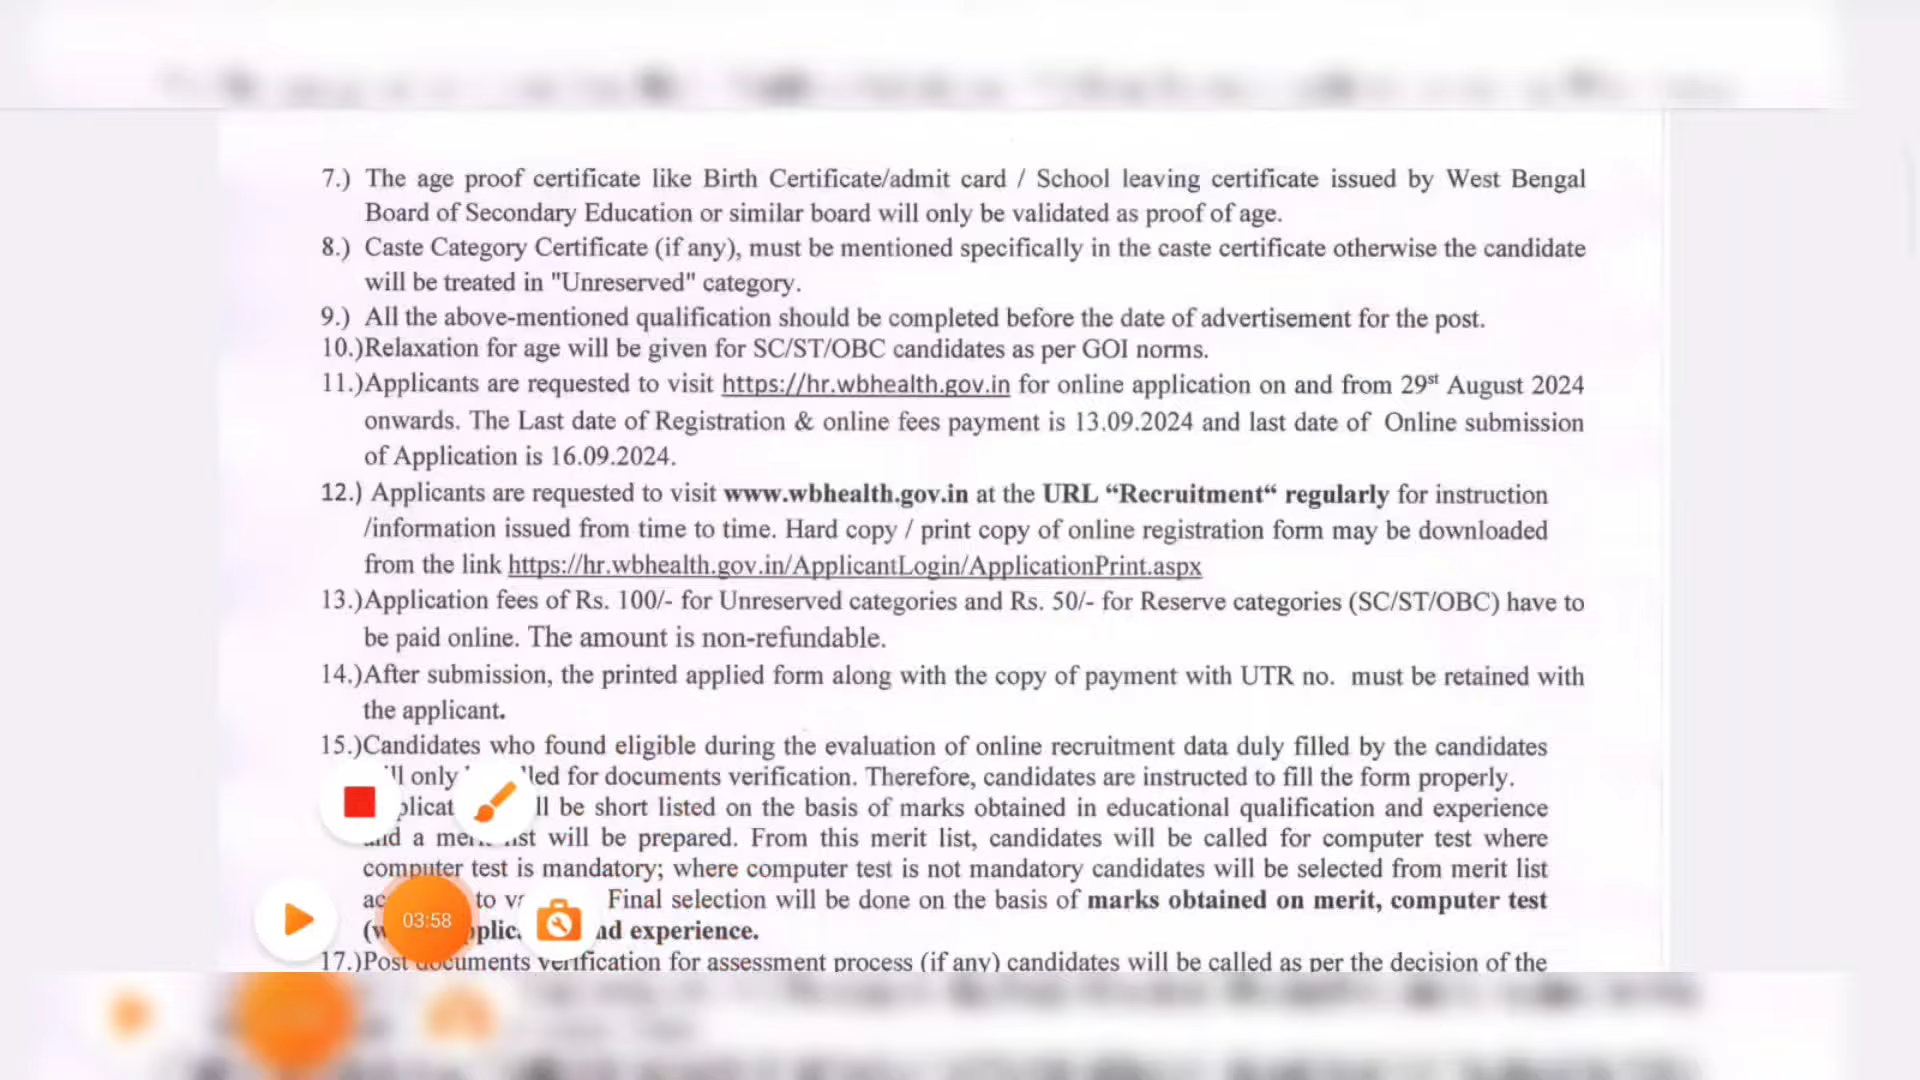 7.) The age proof certificate like Birth Certificate/admit card / School leaving certificate issued by West Bengal
Board of Secondary Education or similar board will only be validated as proof of age.
8.) Caste Category Certificate (if any), must be mentioned specifically in the caste certificate otherwise the candidate
will be treated in "Unreserved" category.
9.) All the above-mentioned qualification should be completed before the date of advertisement for the post.
10.)Relaxation for age will be given for SC/ST/OBC candidates as per GOI norms.
11.)Applicants are requested to visit https://hr.wbhealth.gov.in for online application on and from 29st August 2024
onwards. The Last date of Registration & online fees payment is 13.09.2024 and last date of Online submission
of Application is 16.09.2024.
12.) Applicants are requested to visit www.wbhealth.gov.in at the URL “Recruitment“ regularly for instruction
/information issued from time to time. Hard copy / print copy of online registration form may be downloaded
from the link https://hr.wbhealth.gov.in/ApplicantLogin/ApplicationPrint.aspx
13.)Application fees of Rs. 100/- for Unreserved categories and Rs. 50/- for Reserve categories (SC/ST/OBC) have to
be paid online. The amount is non-refundable.
14.)After submission, the printed applied form along with the copy of payment with UTR no. must be retained with
the applicant.
15.)Candidates who found eligible during the evaluation of online recruitment data duly filled by the candidates
only for documents verification. Therefore, candidates are instructed to fill the form properly.
be short listed on the basis of marks obtained in educational qualification and experience
a will be prepared. From this merit list, candidates will be called for computer test where
computer test is mandatory; where computer test is not mandatory candidates will be selected from merit list
to Final selection will be done on the basis of marks obtained on merit, computer test
experience.
03:58
17.)Post documents verification for assessment process (if any) candidates will be called as per the decision of the